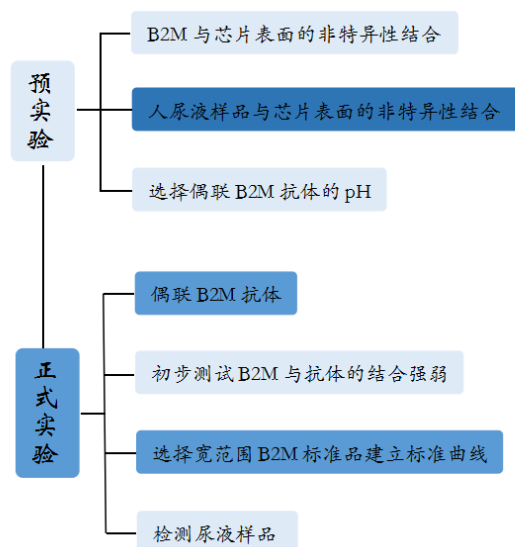 预实验
B2M 与芯片表面的非特异性结合
人尿液样品与芯片表面的非特异性结合
选择偶联 B2M 抗体的 pH
正式实验
偶联 B2M 抗体
初步测试 B2M 与抗体的结合强弱
选择宽范围 B2M 标准品建立标准曲线
检测尿液样品